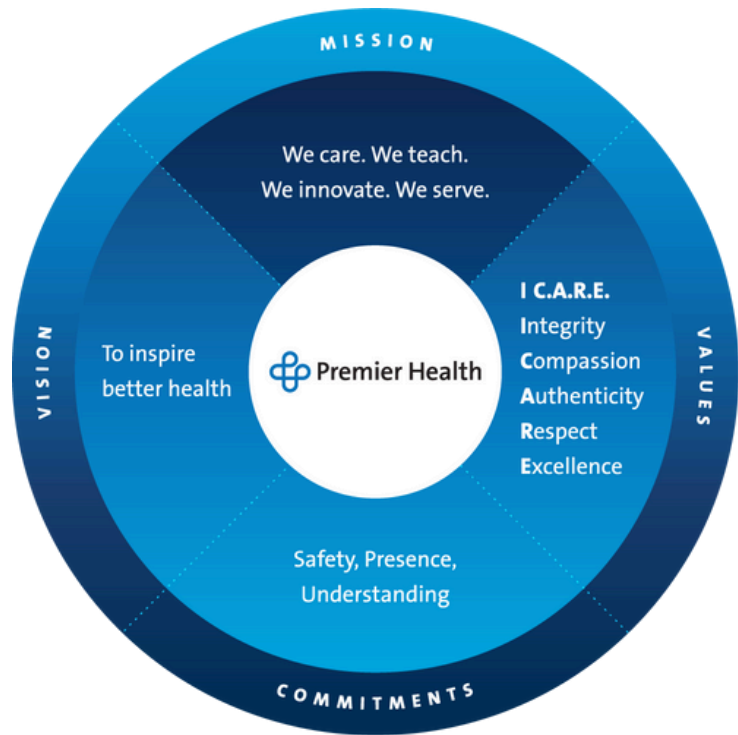 MISSION
We care. We teach.
We innovate. We serve.
VISION
To inspire
better health
Premier Health
VALUES
I C.A.R.E.
Integrity
Compassion
Authenticity
Respect
Excellence
Safety, Presence,
Understanding
COMMITMENTS